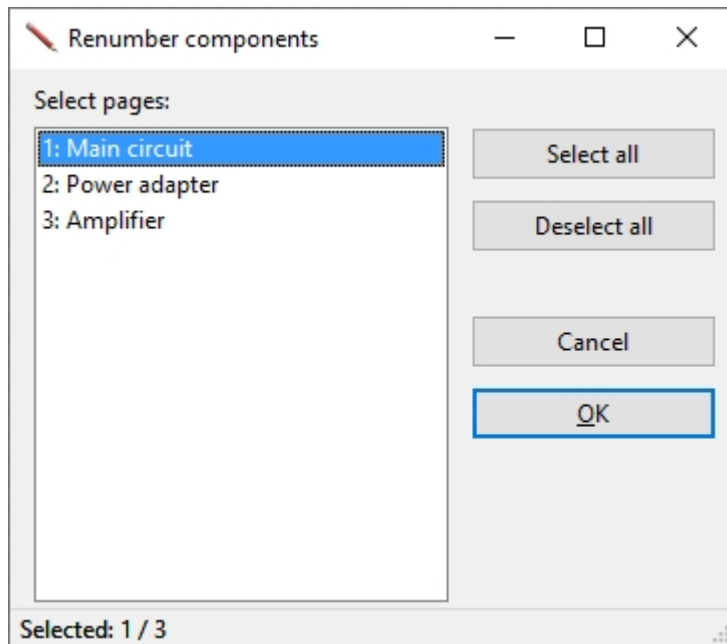 Renumber components
Select pages:
1: Main circuit
2: Power adapter
3: Amplifier
Select all
Deselect all
Cancel
OK
Selected: 1 / 3